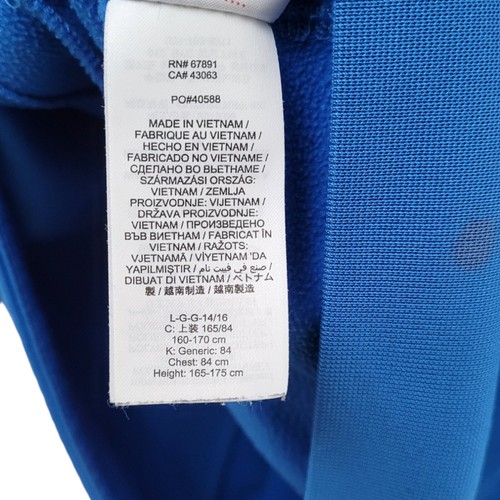 RN# 67891
CA# 43063
PO#40588
MADE IN VIETNAM /
FABRIQUE AU VIETNAM /
HECHO EN VIETNAM /
FABRICADO NO VIETNAME /
СДЕЛАНО ВО ВЬЕТНАМЕ /
SZÁRMAZÁSI ORSZÁG:
VIETNAM / ZEMLJA
PROIZVODNJE: VIJETNAM /
DRŽAVA PROIZVODNJE:
VIETNAM / ПРОИЗВЕДЕНО
ВЪВ ВИЕТНАМ / FABRICAT ÎN
VIETNAM / RAŽOTS:
VJETNAMĀ / VİYETNAM 'DA
YAPILMIŞTIR / صنع في فييت نام /
DIBUAT DI VIETNAM / ベトナム
製 / 越南制造 / 越南製造
L-G-G-14/16
C: 上装 165/84
160-170 cm
K: Generic: 84
Chest: 84 cm
Height: 165-175 cm